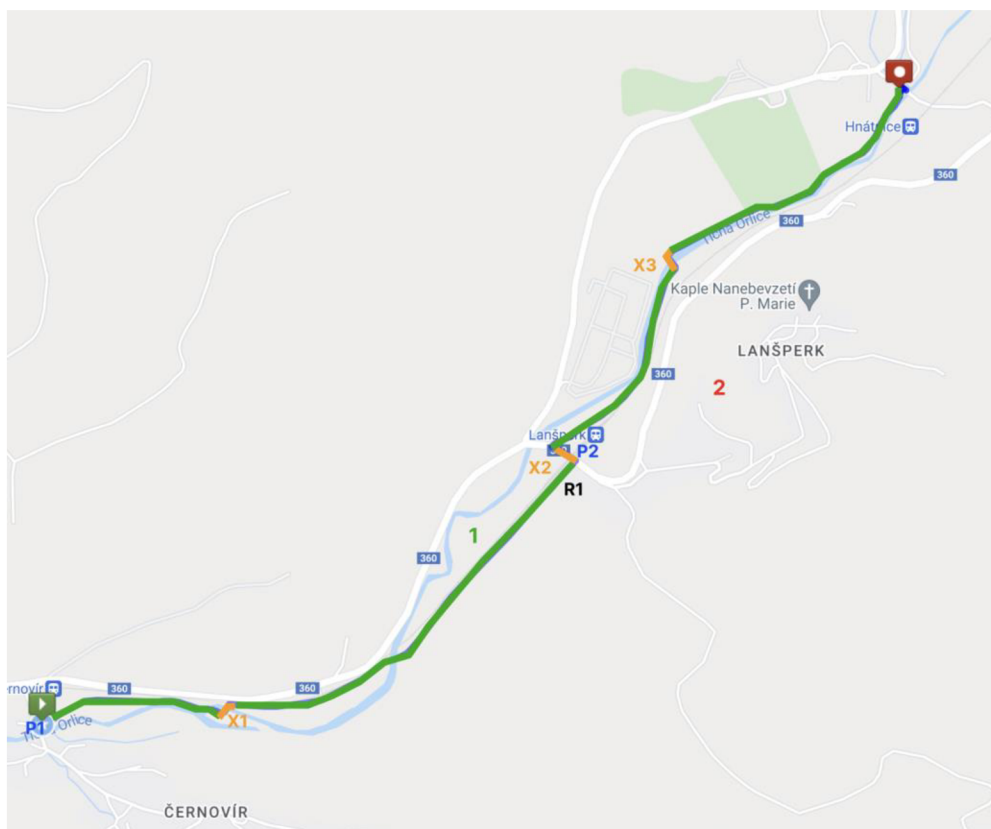 Hnátnice
360
360
Tichá Orlice
X3
Kaple Nanebevzetí
P. Marie
LANŠPERK
360
2
Lanšperk
P2
X2
R1
1
360
ernovír
360
360
X1
P1
Orlice
ČERNOVÍR